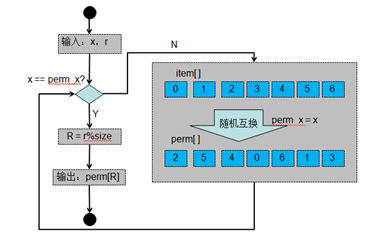 输入：x，r
N
x == perm_x?
item[ ]
0 1 2 3 4 5 6
Y
随机互换
perm_x = x
R = r%size
perm[ ]
2 5 4 0 6 1 3
输出：perm[R]